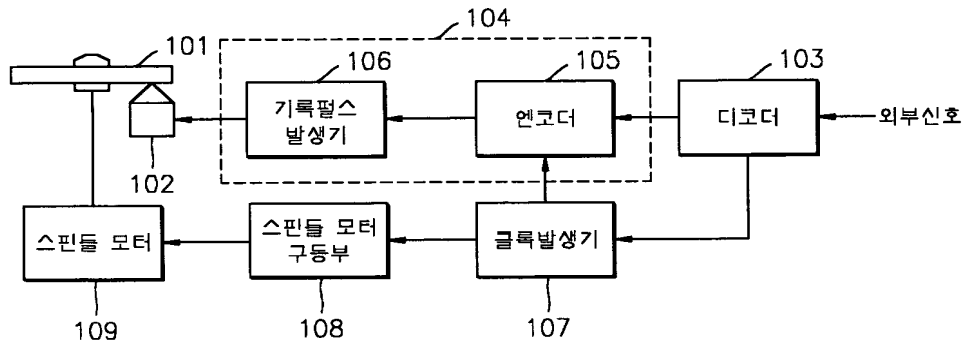 104
101
106
105
103
기록펄스
발생기
엔코더
디코더
외부신호
102
스핀들 모터
스핀들 모터
구동부
클록발생기
109
108
107